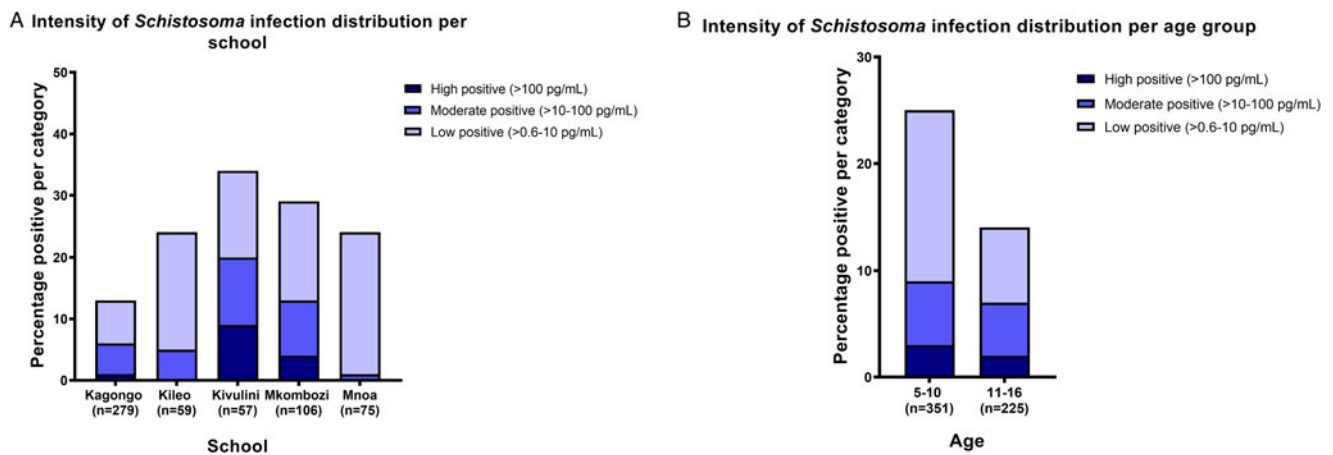 A Intensity of Schistosoma infection distribution per
school
50
40
30
20
10
0
Percentage positive per category
High positive (>100 pg/mL)
Moderate positive (>10-100 pg/mL)
Low positive (>0.6-10 pg/mL)
Kagongo Kileo Kivulini Mkombozi Mnoa
(n=279) (n=59) (n=57) (n=106) (n=75)
School
B Intensity of Schistosoma infection distribution per age group
30
20
10
0
Percentage positive per category
High positive (>100 pg/mL)
Moderate positive (>10-100 pg/mL)
Low positive (>0.6-10 pg/mL)
5-10 11-16
(n=351) (n=225)
Age